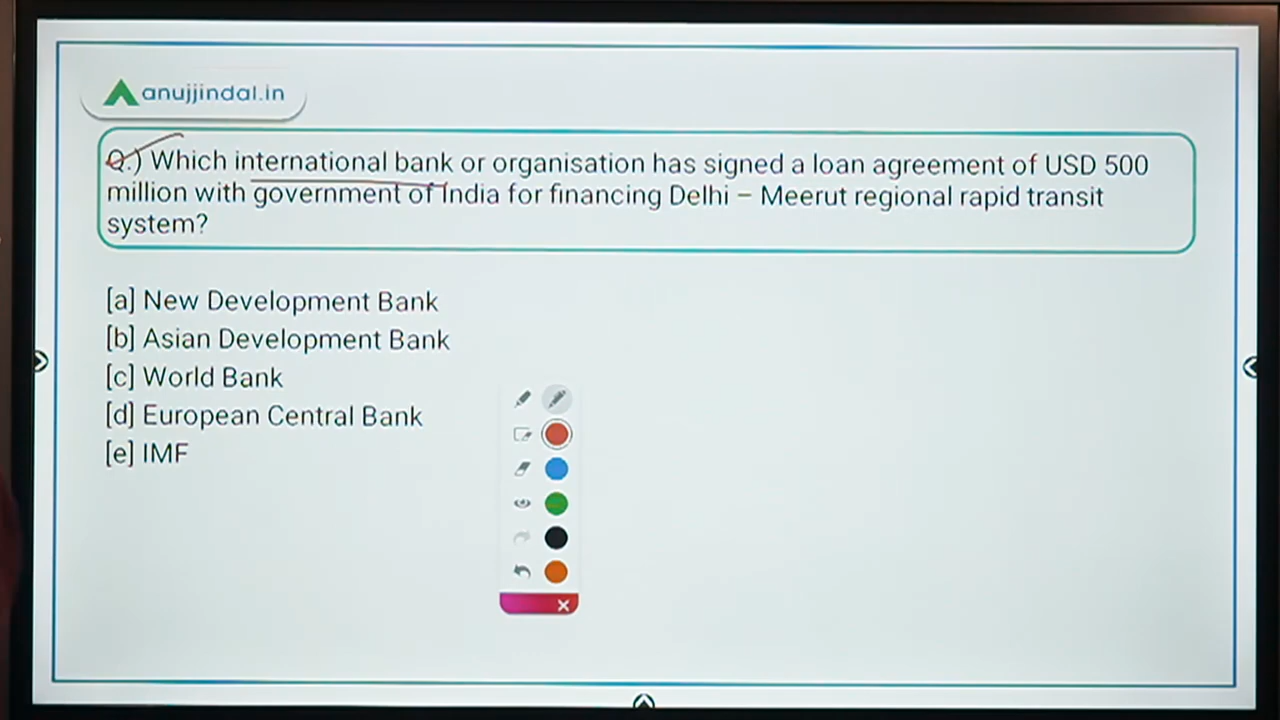 anujjindal.in
Q.) Which international bank or organisation has signed a loan agreement of USD 500
million with government of India for financing Delhi – Meerut regional rapid transit
system?
[a] New Development Bank
[b] Asian Development Bank
[c] World Bank
[d] European Central Bank
[e] IMF